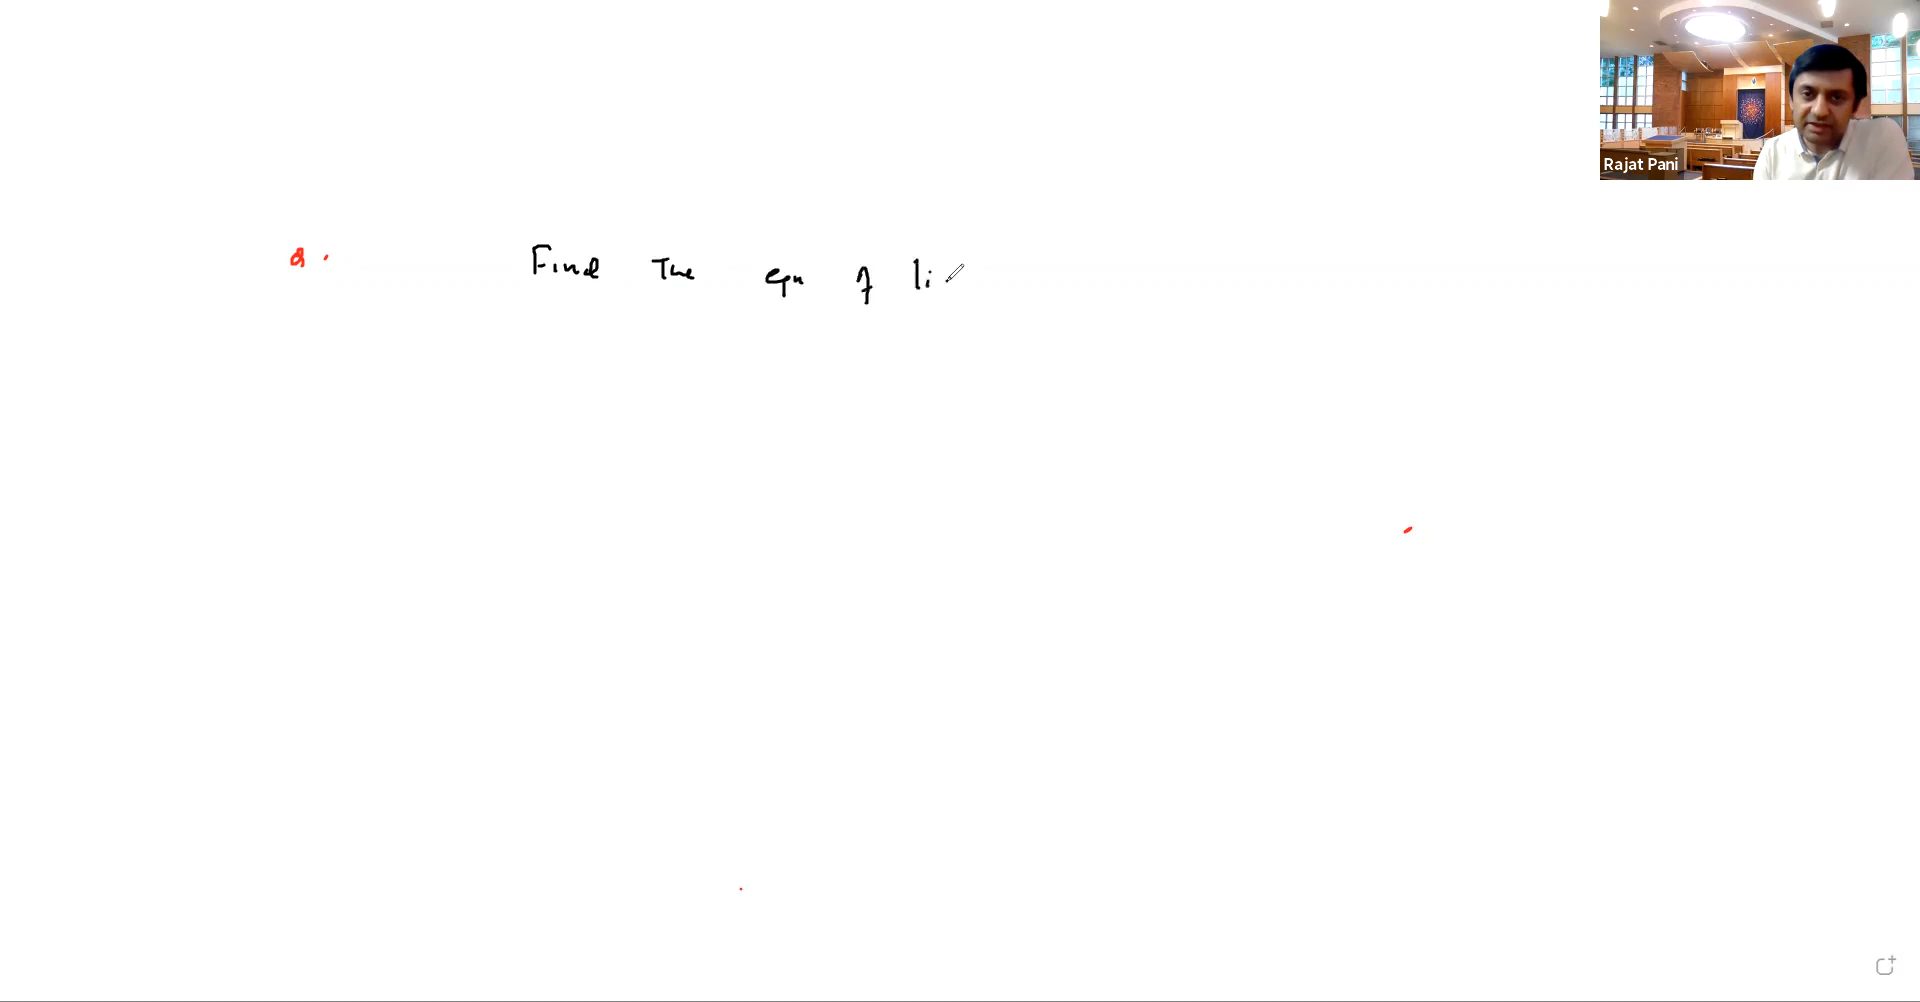 Rajat Pani
Q. Find The eqn of li